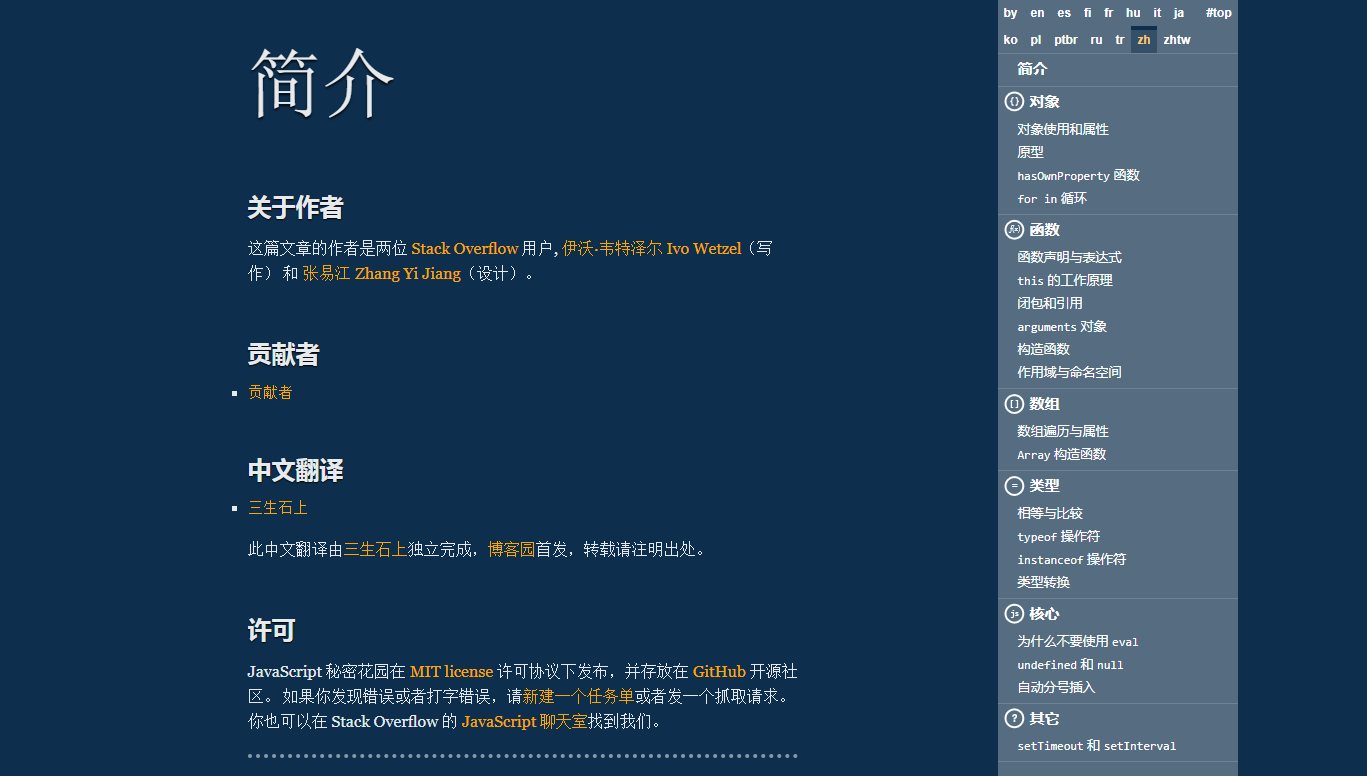 简介
关于作者
这篇文章的作者是两位 Stack Overflow 用户, 伊沃·韦特泽尔 Ivo Wetzel（写
作） 和 张易江 Zhang Yi Jiang（设计）。
贡献者
贡献者
中文翻译
三生石上
此中文翻译由三生石上独立完成，博客园首发，转载请注明出处。
许可
JavaScript 秘密花园在 MIT license 许可协议下发布，并存放在 GitHub 开源社
区。 如果你发现错误或者打字错误，请新建一个任务单或者发一个抓取请求。
你也可以在 Stack Overflow 的 JavaScript 聊天室找到我们。
by en es fi fr hu it ja #top
ko pl ptbr ru tr zh zhtw
简介
{} 对象
对象使用和属性
原型
hasOwnProperty 函数
for in 循环
f(x) 函数
函数声明与表达式
this 的工作原理
闭包和引用
arguments 对象
构造函数
作用域与命名空间
[] 数组
数组遍历与属性
Array 构造函数
= 类型
相等与比较
typeof 操作符
instanceof 操作符
类型转换
js 核心
为什么不要使用 eval
undefined 和 null
自动分号插入
? 其它
setTimeout 和 setInterval